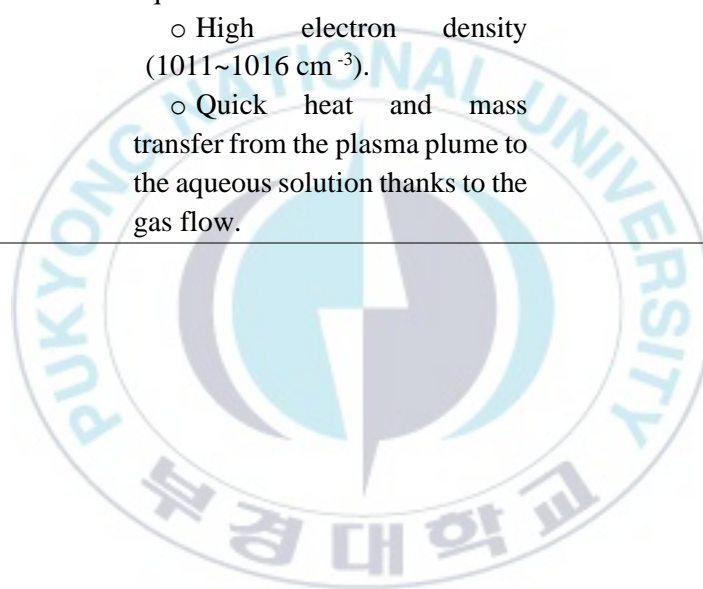 o High electron density
(1011~1016 cm -3).
o Quick heat and mass
transfer from the plasma plume to
the aqueous solution thanks to the
gas flow.
PUKYONG NATIONAL UNIVERSITY
부경대학교